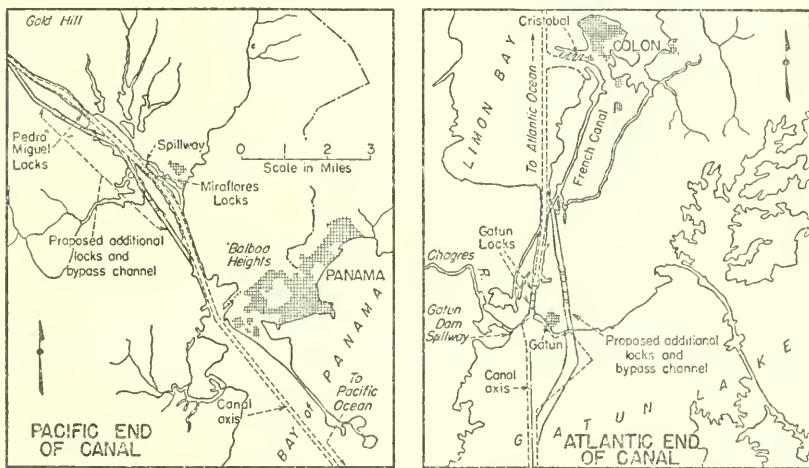 Gold Hill
Pedro
Miguel
Locks
Spillway
0 1 2 3
Scale in Miles
Miraflores
Locks
Proposed additional
locks and
bypass channel
Balboa
Heights
PANAMA
BAY of PANAMA
To
Pacific
Ocean
Canal
axis
PACIFIC END
OF CANAL
Cristobal
COLON
LIMON BAY
To Atlantic Ocean
French Canal
Gatun
Locks
Chagres R.
Gatun
Dam
Spillway
Gatun
Proposed additional
locks and
bypass channel
Canal
axis
GATUN LAKE
ATLANTIC END
OF CANAL